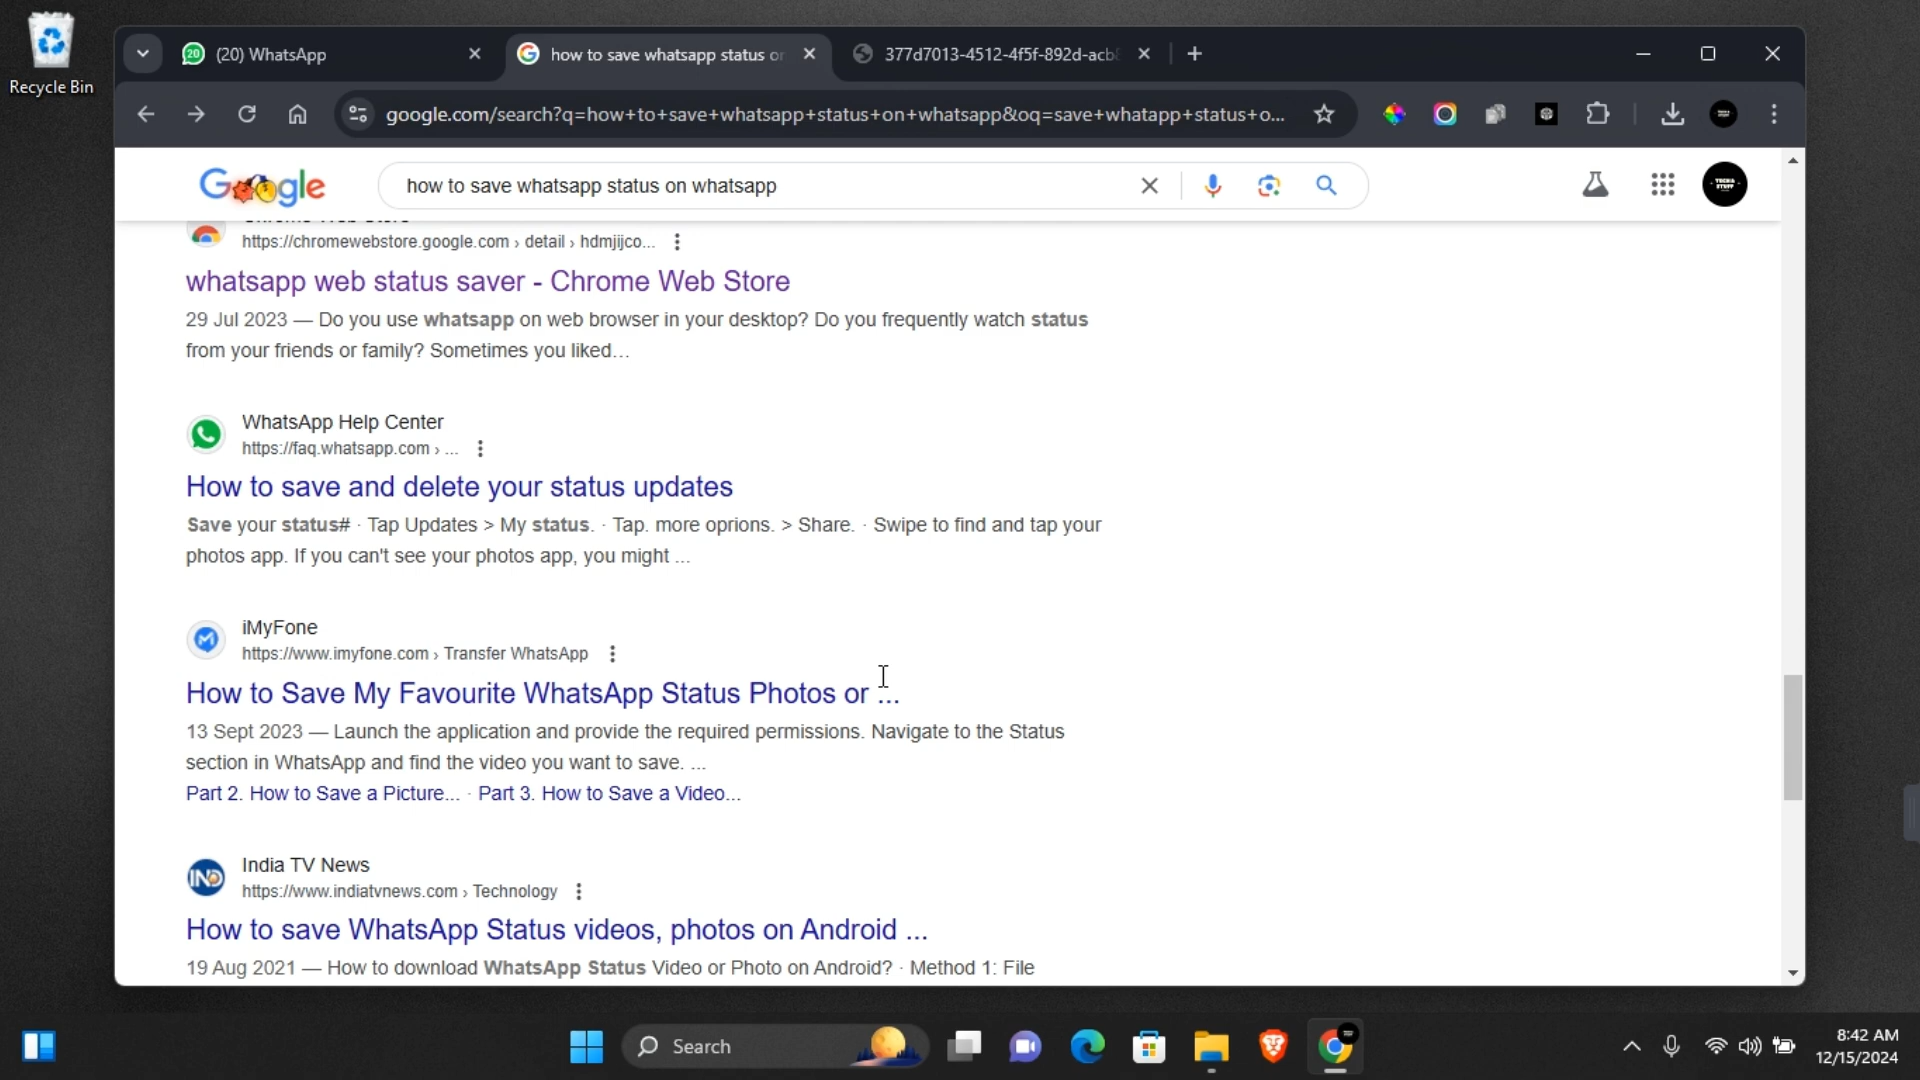 Recycle Bin
(20) WhatsApp
how to save whatsapp status or
377d7013-4512-4f5f-892d-acb
google.com/search?q=how+to+save+whatsapp+status+on+whatsapp&oq=save+whatapp+status+o...
Google
how to save whatsapp status on whatsapp
https://chromewebstore.google.com › detail › hdmjijco...
whatsapp web status saver - Chrome Web Store
29 Jul 2023 — Do you use whatsapp on web browser in your desktop? Do you frequently watch status
from your friends or family? Sometimes you liked...
WhatsApp Help Center
https://faq.whatsapp.com › ...
How to save and delete your status updates
Save your status# · Tap Updates > My status. · Tap. more oprions. > Share. · Swipe to find and tap your
photos app. If you can't see your photos app, you might ...
iMyFone
https://www.imyfone.com › Transfer WhatsApp
How to Save My Favourite WhatsApp Status Photos or ...
13 Sept 2023 — Launch the application and provide the required permissions. Navigate to the Status
section in WhatsApp and find the video you want to save. ...
Part 2. How to Save a Picture... · Part 3. How to Save a Video...
India TV News
https://www.indiatvnews.com › Technology
How to save WhatsApp Status videos, photos on Android ...
19 Aug 2021 — How to download WhatsApp Status Video or Photo on Android? · Method 1: File
Search
8:42 AM
12/15/2024